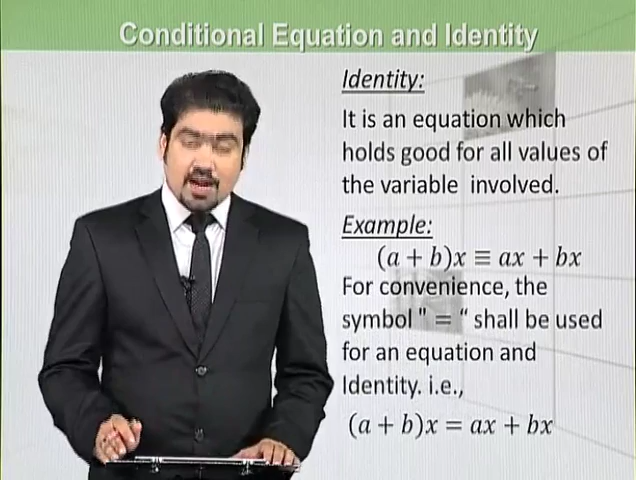 Conditional Equation and Identity
Identity:
It is an equation which
holds good for all values of
the variable  involved.
Example:
(a + b)x ≡ ax + bx
For convenience, the
symbol " = “ shall be used
for an equation and
Identity. i.e.,
(a + b)x = ax + bx